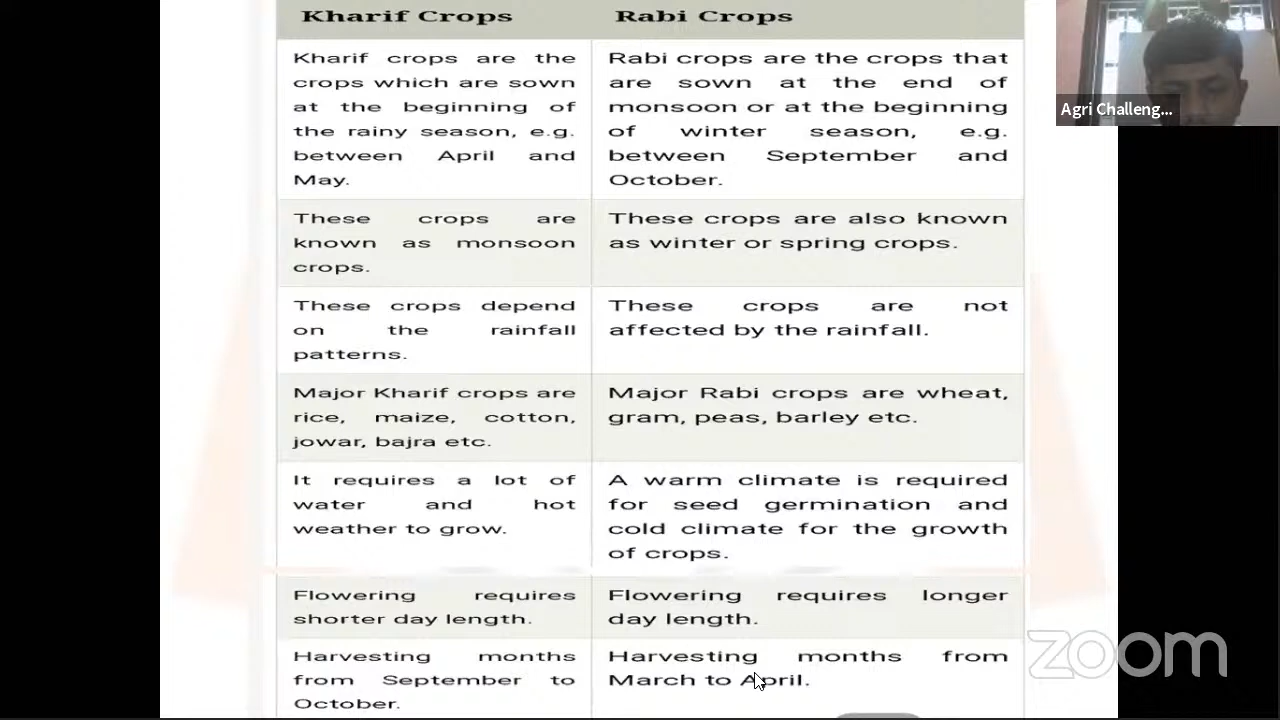 Kharif Crops
Rabi Crops
Kharif crops are the
crops which are sown
at the beginning of
the rainy season, e.g.
between April and
May.
Rabi crops are the crops that
are sown at the end of
monsoon or at the beginning
of winter season, e.g.
between September and
October.
These crops are
known as monsoon
crops.
These crops are also known
as winter or spring crops.
These crops depend
on the rainfall
patterns.
These crops are not
affected by the rainfall.
Major Kharif crops are
rice, maize, cotton,
jowar, bajra etc.
Major Rabi crops are wheat,
gram, peas, barley etc.
It requires a lot of
water and hot
weather to grow.
A warm climate is required
for seed germination and
cold climate for the growth
of crops.
Flowering requires
shorter day length.
Flowering requires longer
day length.
Harvesting months
from September to
October.
Harvesting months from
March to April.
Agri Challeng...
zoom